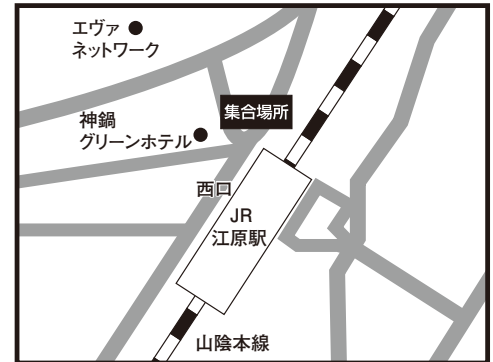 エヴァ
ネットワーク
集合場所
神鍋
グリーンホテル
西口
JR
江原駅
山陰本線